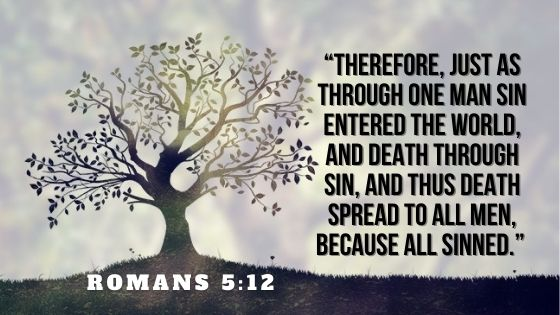 “THEREFORE, JUST AS
THROUGH ONE MAN SIN
ENTERED THE WORLD,
AND DEATH THROUGH
SIN, AND THUS DEATH
SPREAD TO ALL MEN,
BECAUSE ALL SINNED.”
ROMANS 5:12